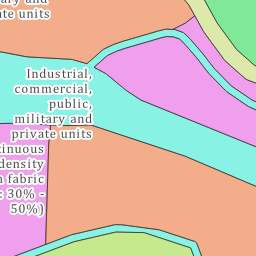 ary and
ate units
Industrial,
commercial,
public,
military and
private units
tinuous
density
n fabric
: 30% -
50%)